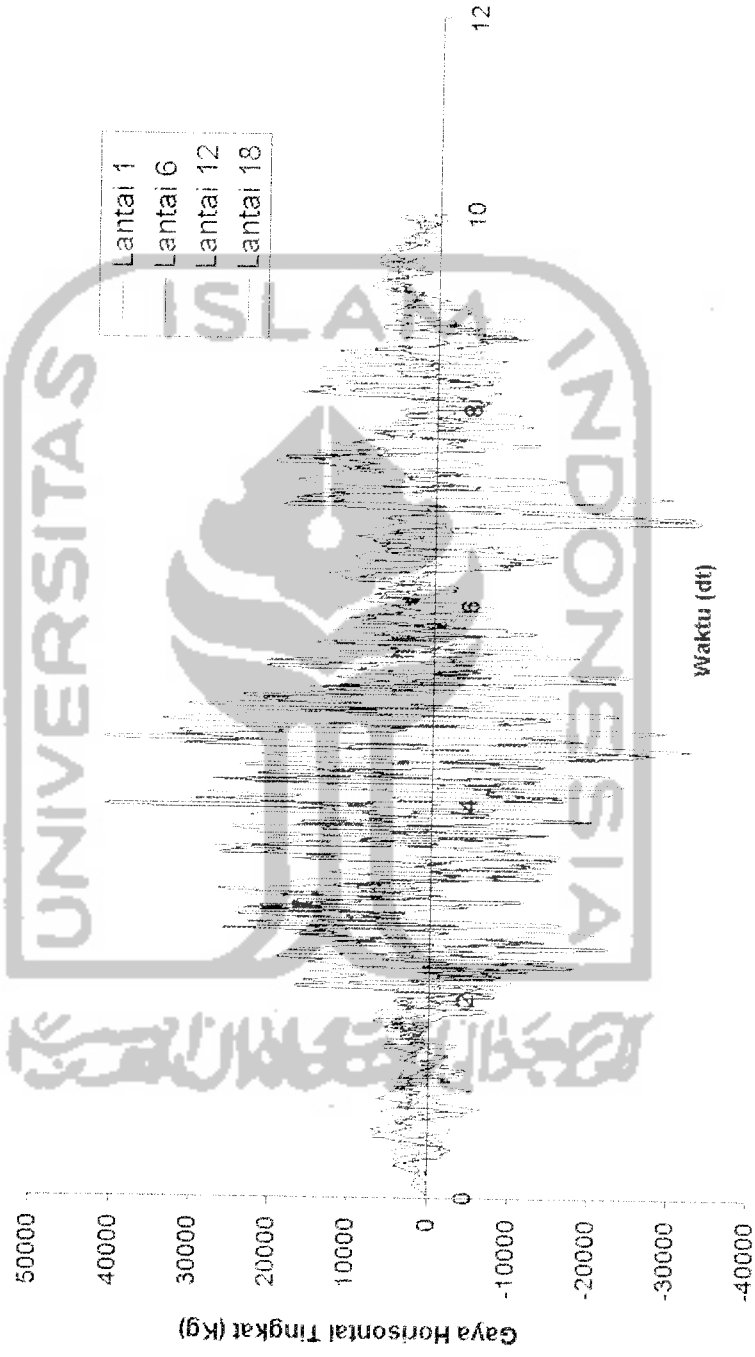 Gaya Horisontal Tingkat (Kg)
50000
40000
30000
20000
10000
0
-10000
-20000
-30000
-40000
0
2
4
6
8
10
12
Waktu (dt)
Lantai 1
Lantai 6
Lantai 12
Lantai 18
UNIVERSITAS
ISLAM
INDONESIA